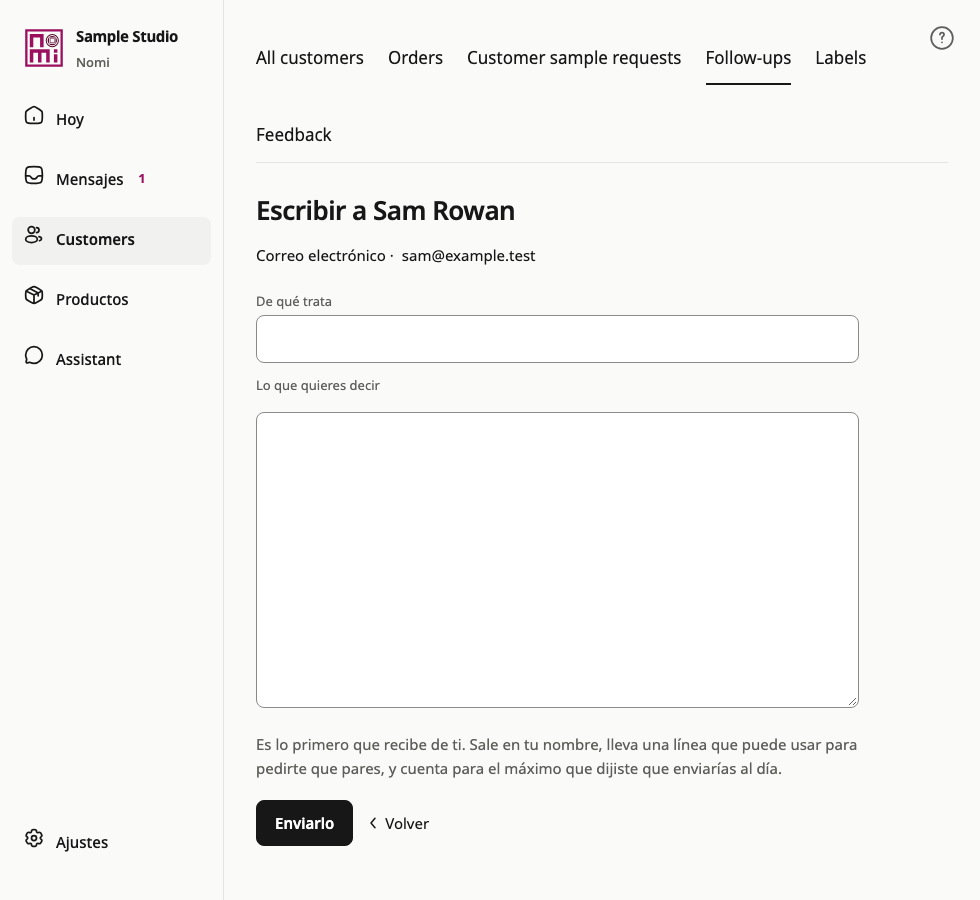 Sample Studio
Nomi
Hoy
Mensajes 1
Customers
Productos
Assistant
Ajustes
All customers Orders Customer sample requests Follow-ups Labels
Feedback
Escribir a Sam Rowan
Correo electrónico · sam@example.test
De qué trata
Lo que quieres decir
Es lo primero que recibe de ti. Sale en tu nombre, lleva una línea que puede usar para
pedirte que pares, y cuenta para el máximo que dijiste que enviarías al día.
Enviarlo
Volver